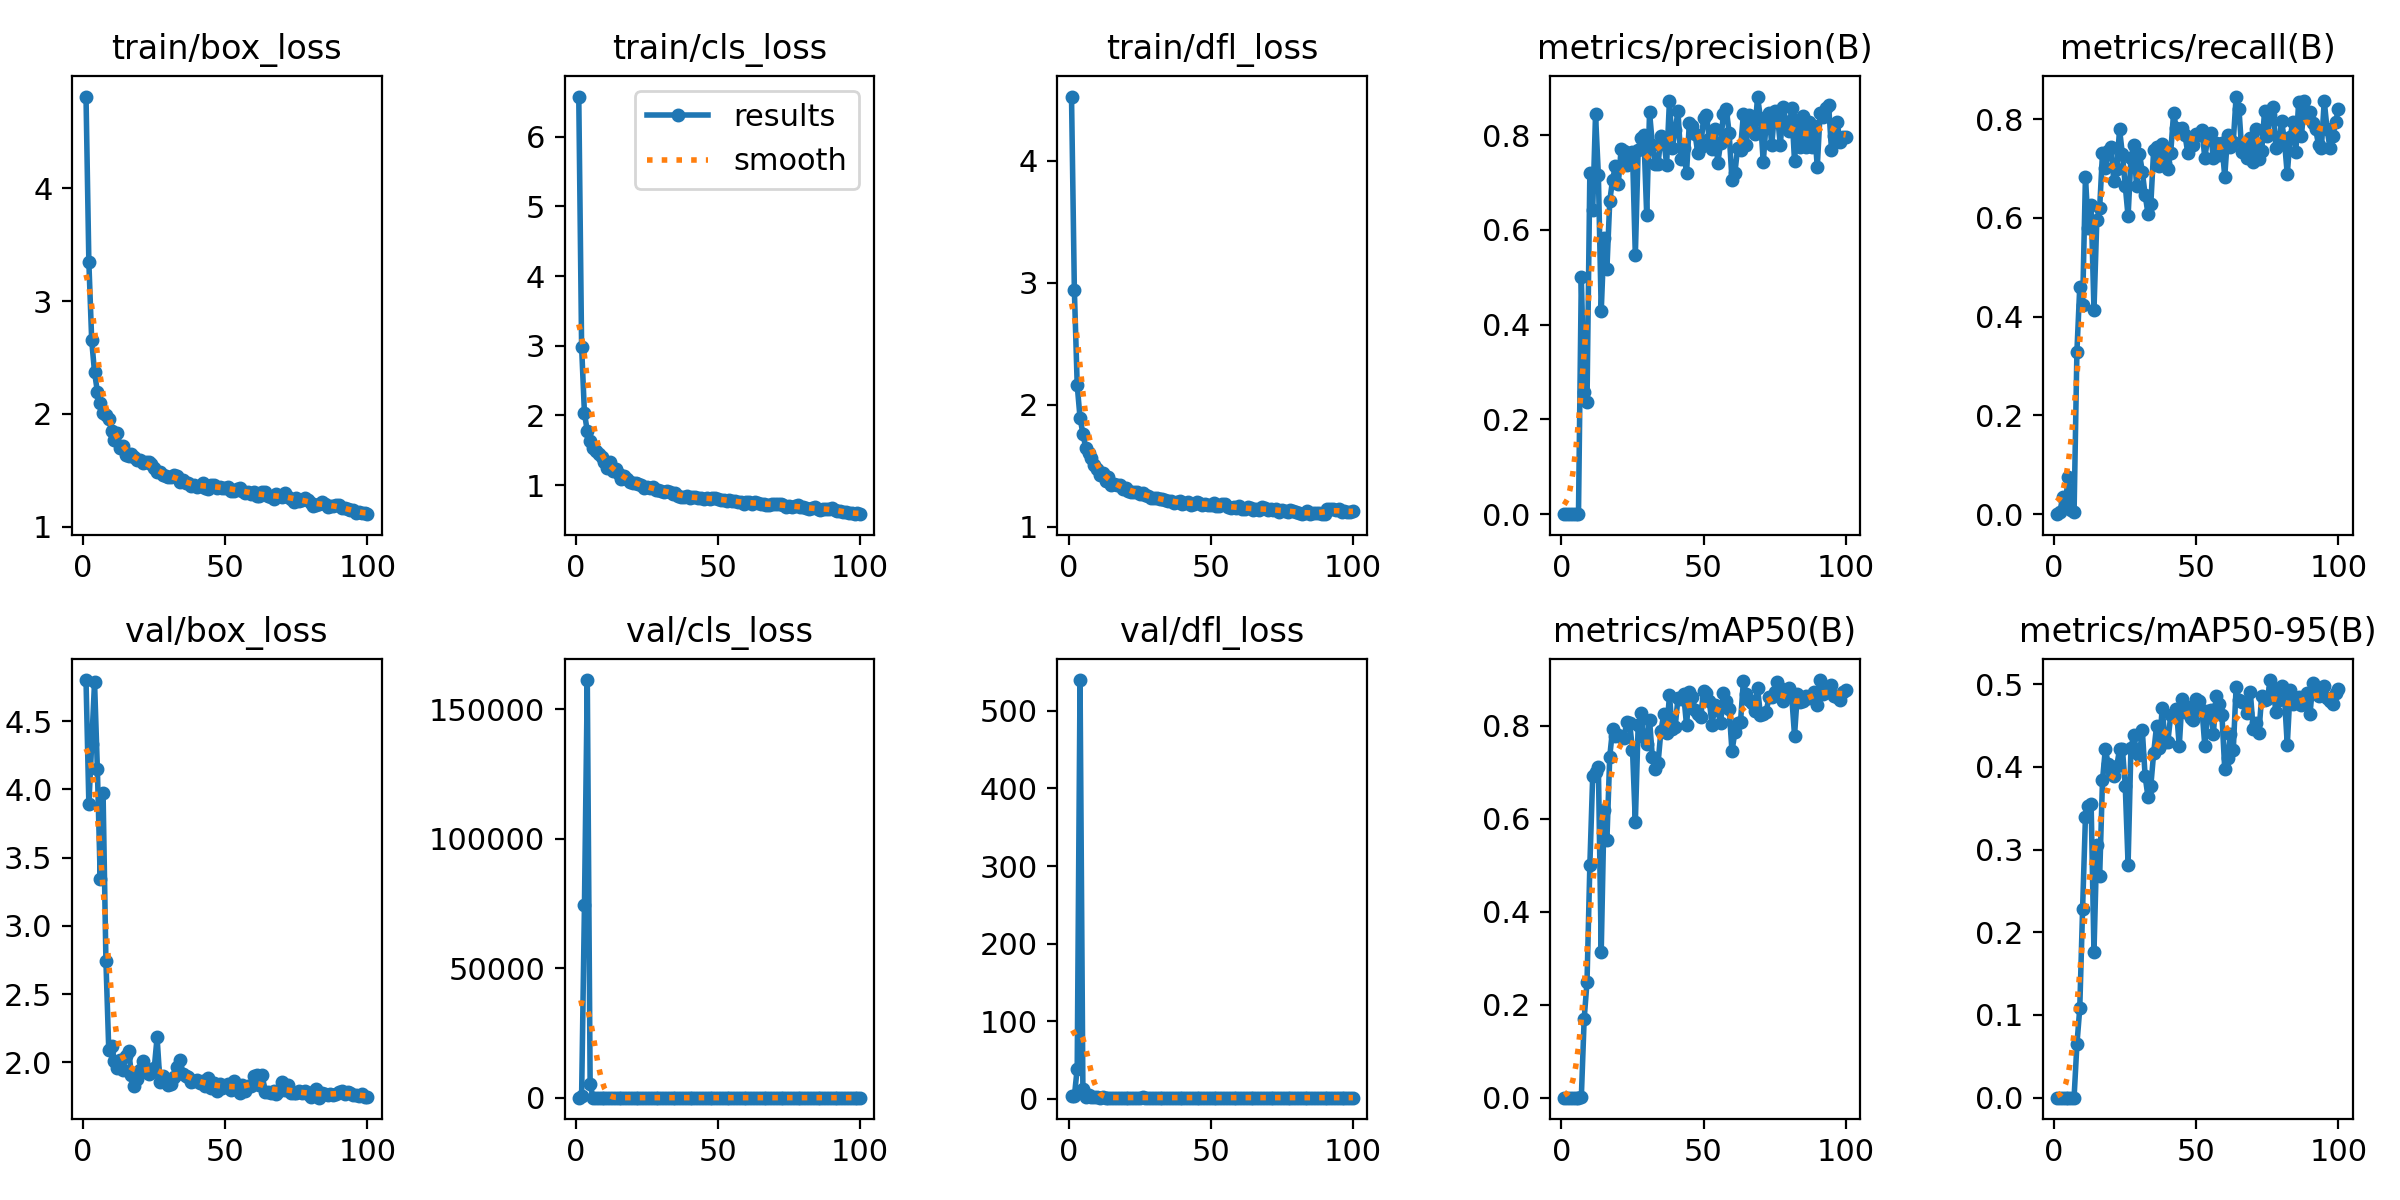 train/box_loss
train/cls_loss
train/dfl_loss
metrics/precision(B)
metrics/recall(B)
4
3
2
1
0 50 100
results
smooth
6
5
4
3
2
1
0 50 100
4
3
2
1
0 50 100
0.8
0.6
0.4
0.2
0.0
0 50 100
0.8
0.6
0.4
0.2
0.0
0 50 100
val/box_loss
val/cls_loss
val/dfl_loss
metrics/mAP50(B)
metrics/mAP50-95(B)
4.5
4.0
3.5
3.0
2.5
2.0
0 50 100
150000
100000
50000
0
0 50 100
500
400
300
200
100
0
0 50 100
0.8
0.6
0.4
0.2
0.0
0 50 100
0.5
0.4
0.3
0.2
0.1
0.0
0 50 100